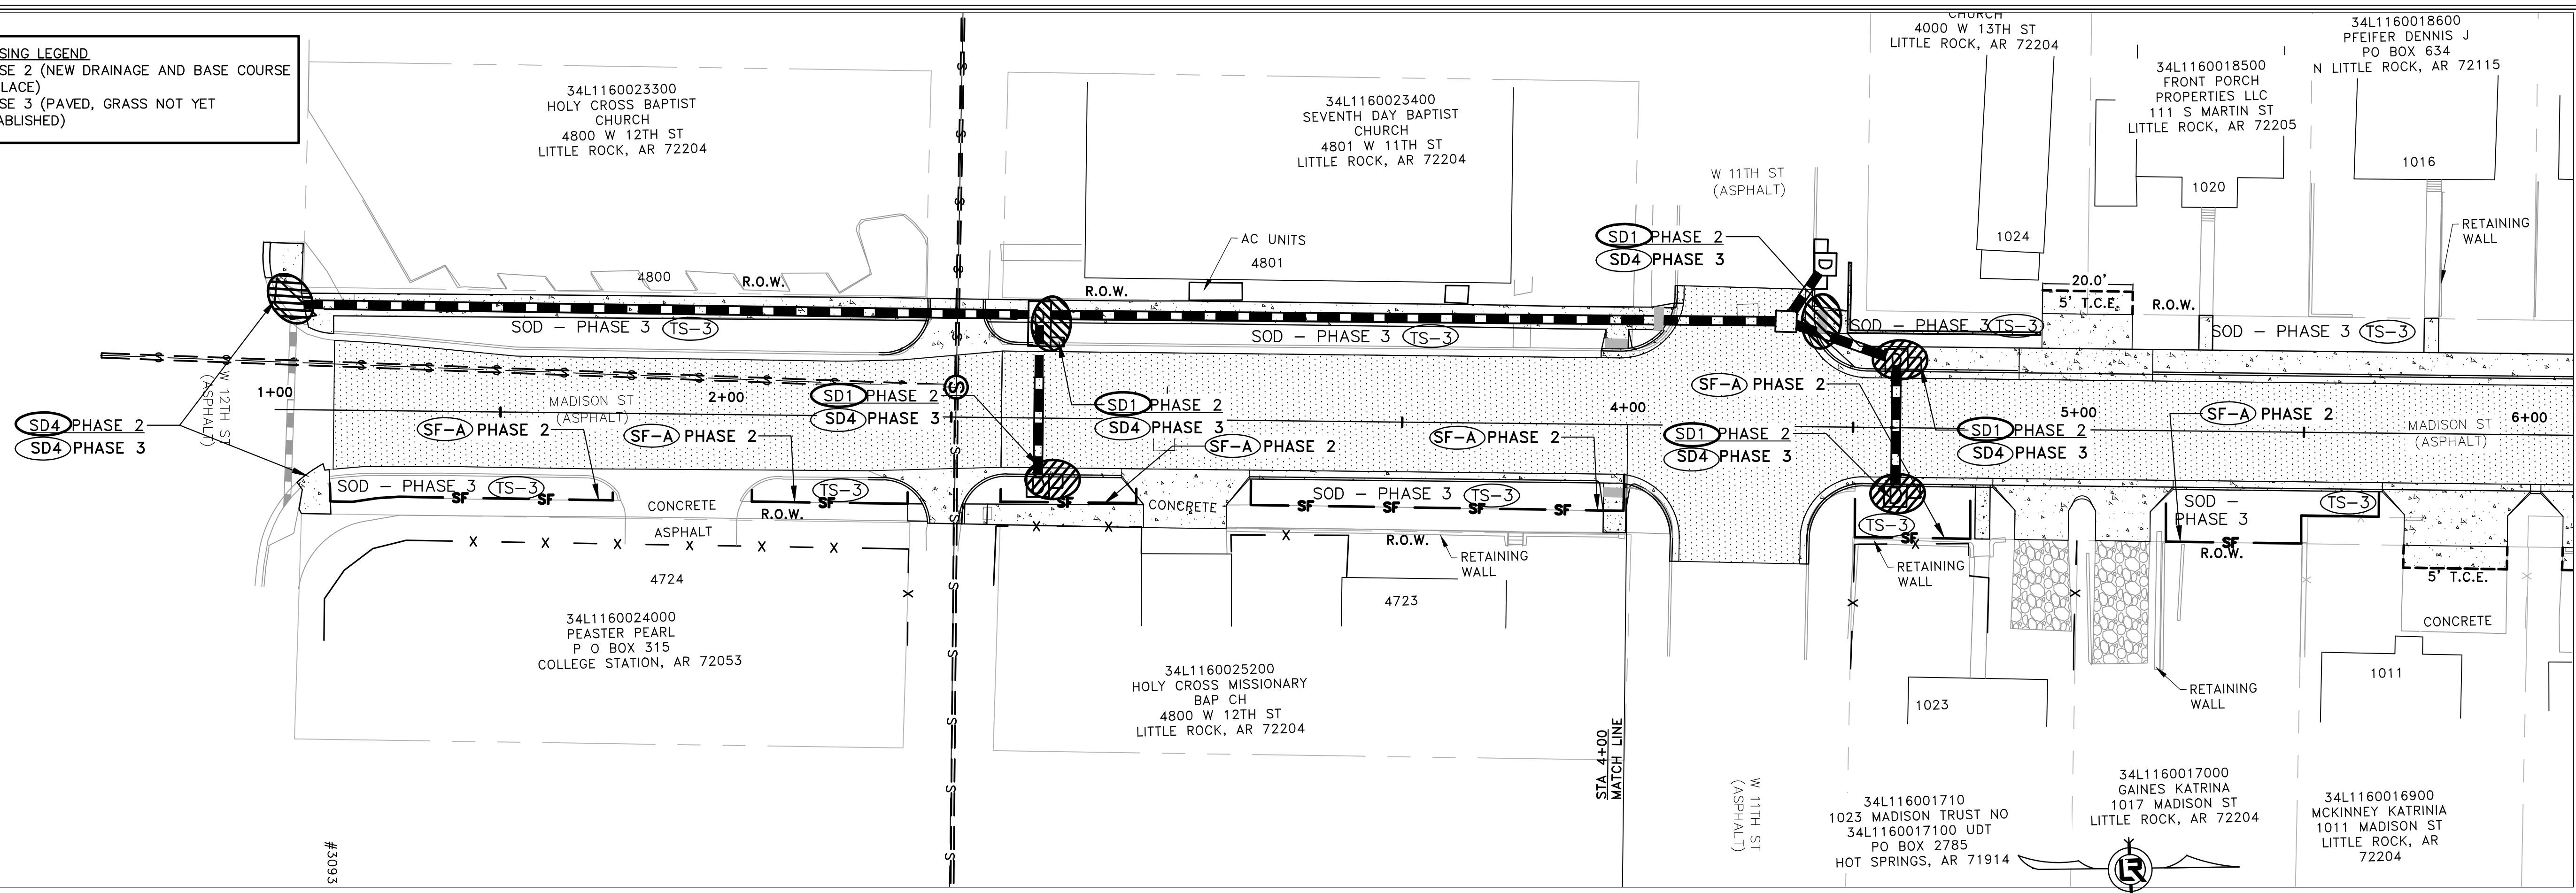 SING LEGEND
SE 2 (NEW DRAINAGE AND BASE COURSE
LACE)
SE 3 (PAVED, GRASS NOT YET
ABLISHED)
34L1160023300
HOLY CROSS BAPTIST
CHURCH
4800 W 12TH ST
LITTLE ROCK, AR 72204
34L1160023400
SEVENTH DAY BAPTIST
CHURCH
4801 W 11TH ST
LITTLE ROCK, AR 72204
CHURCH
4000 W 13TH ST
LITTLE ROCK, AR 72204
34L1160018500
FRONT PORCH
PROPERTIES LLC
111 S MARTIN ST
LITTLE ROCK, AR 72205
34L1160018600
PFEIFER DENNIS J
PO BOX 634
N LITTLE ROCK, AR 72115
W 11TH ST
(ASPHALT)
1016
1020
1024
RETAINING
WALL
AC UNITS
4801
4800
R.O.W.
R.O.W.
SD1 PHASE 2
SD4 PHASE 3
D
20.0'
5' T.C.E.
R.O.W.
SOD - PHASE 3 TS-3
SOD - PHASE 3 TS-3
SOD - PHASE 3 TS-3
SOD - PHASE 3 TS-3
W 12TH ST
(ASPHALT)
1+00
MADISON ST
(ASPHALT)
2+00
S
SD1 PHASE 2
SD4 PHASE 3
SD1 PHASE 2
SD4 PHASE 3
SF-A PHASE 2
4+00
SD1 PHASE 2
SD4 PHASE 3
SD1 PHASE 2
SD4 PHASE 3
5+00
SF-A PHASE 2
MADISON ST
(ASPHALT)
6+00
SD4 PHASE 2
SD4 PHASE 3
SF-A PHASE 2
SF-A PHASE 2
SF-A PHASE 2
SF-A PHASE 2
SOD - PHASE 3 TS-3
SF SF
TS-3
SF
R.O.W.
CONCRETE
ASPHALT
SF
CONCRETE
SOD - PHASE 3 TS-3
SF SF SF SF
R.O.W.
RETAINING
WALL
TS-3
SF
RETAINING
WALL
SOD -
PHASE 3
TS-3
SF
R.O.W.
5' T.C.E.
CONCRETE
4724
4723
1023
1011
RETAINING
WALL
34L1160024000
PEASTER PEARL
P O BOX 315
COLLEGE STATION, AR 72053
34L1160025200
HOLY CROSS MISSIONARY
BAP CH
4800 W 12TH ST
LITTLE ROCK, AR 72204
STA 4+00
MATCH LINE
W 11TH ST
(ASPHALT)
34L116001710
1023 MADISON TRUST NO
34L1160017100 UDT
PO BOX 2785
HOT SPRINGS, AR 71914
34L1160017000
GAINES KATRINA
1017 MADISON ST
LITTLE ROCK, AR 72204
34L1160016900
MCKINNEY KATRINIA
1011 MADISON ST
LITTLE ROCK, AR
72204
#3093
LR